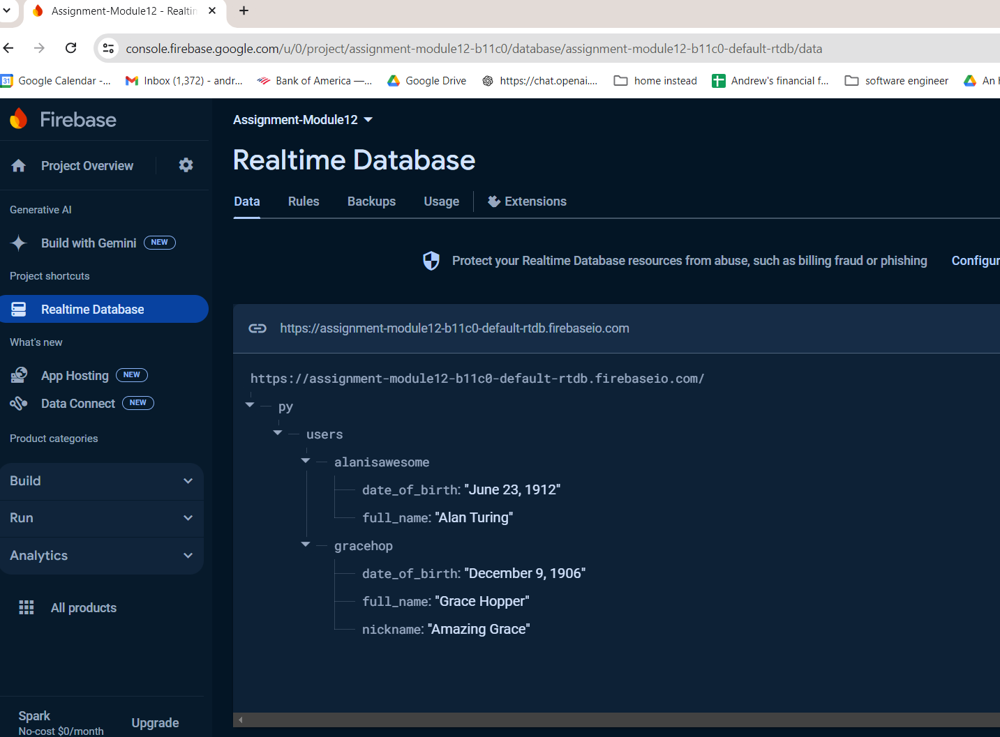 Assignment-Module12 - Realtin
console.firebase.google.com/u/0/project/assignment-module12-b11c0/database/assignment-module12-b11c0-default-rtdb/data
31 Google Calendar -... Inbox (1,372) - andr... Bank of America —... Google Drive https://chat.openai.... home instead Andrew's financial f... software engineer An
Firebase
Assignment-Module12
Project Overview
Realtime Database
Data Rules Backups Usage Extensions
Generative AI
Build with Gemini NEW
Protect your Realtime Database resources from abuse, such as billing fraud or phishing Configur
Project shortcuts
Realtime Database
https://assignment-module12-b11c0-default-rtdb.firebaseio.com
What's new
App Hosting NEW
https://assignment-module12-b11c0-default-rtdb.firebaseio.com/
Data Connect NEW
py
users
Product categories
alanisawesome
Build
date_of_birth: "June 23, 1912"
Run
full_name: "Alan Turing"
gracehop
Analytics
date_of_birth: "December 9, 1906"
full_name: "Grace Hopper"
All products
nickname: "Amazing Grace"
Spark
No-cost $0/month
Upgrade